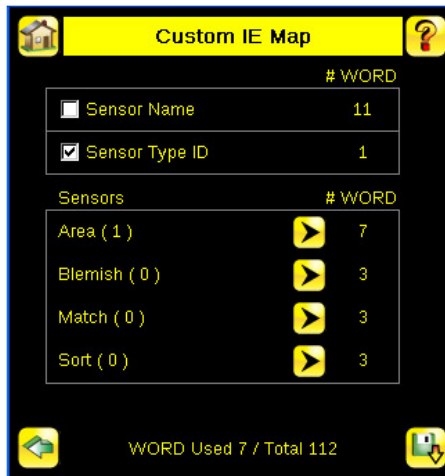 Custom IE Map
?
# WORD
Sensor Name 11
Sensor Type ID 1
Sensors # WORD
Area ( 1 ) 7
Blemish ( 0 ) 3
Match ( 0 ) 3
Sort ( 0 ) 3
WORD Used 7 / Total 112